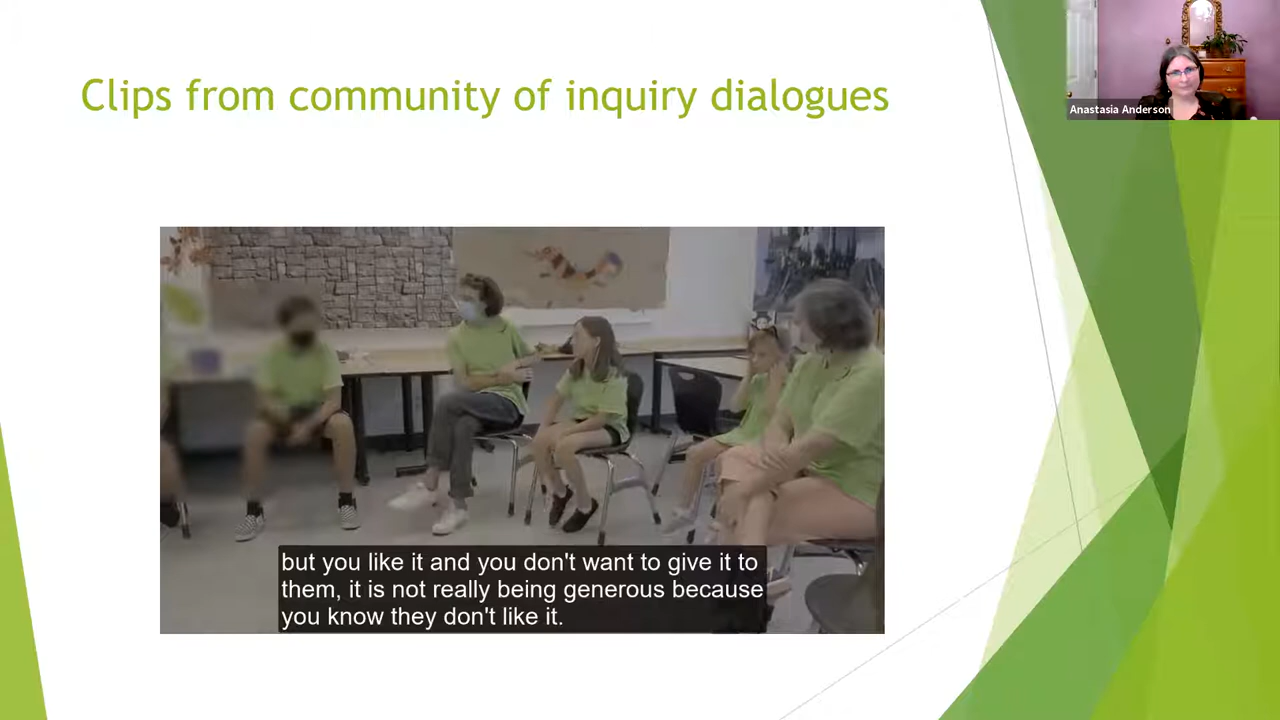 Clips from community of inquiry dialogues
Anastasia Anderson
but you like it and you don't want to give it to
them, it is not really being generous because
you know they don't like it.